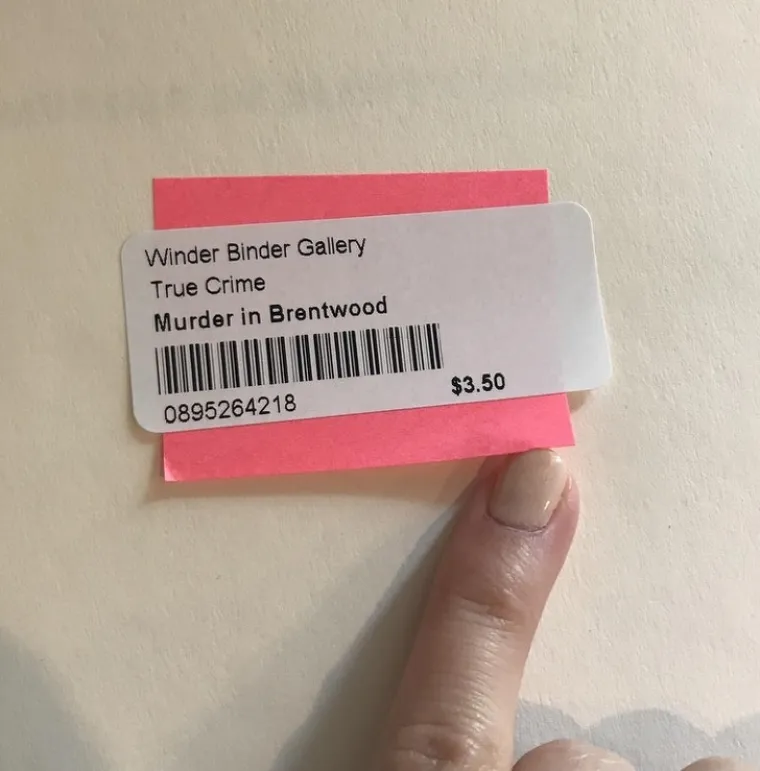 Winder Binder Gallery
True Crime
Murder in Brentwood
$3.50
0895264218